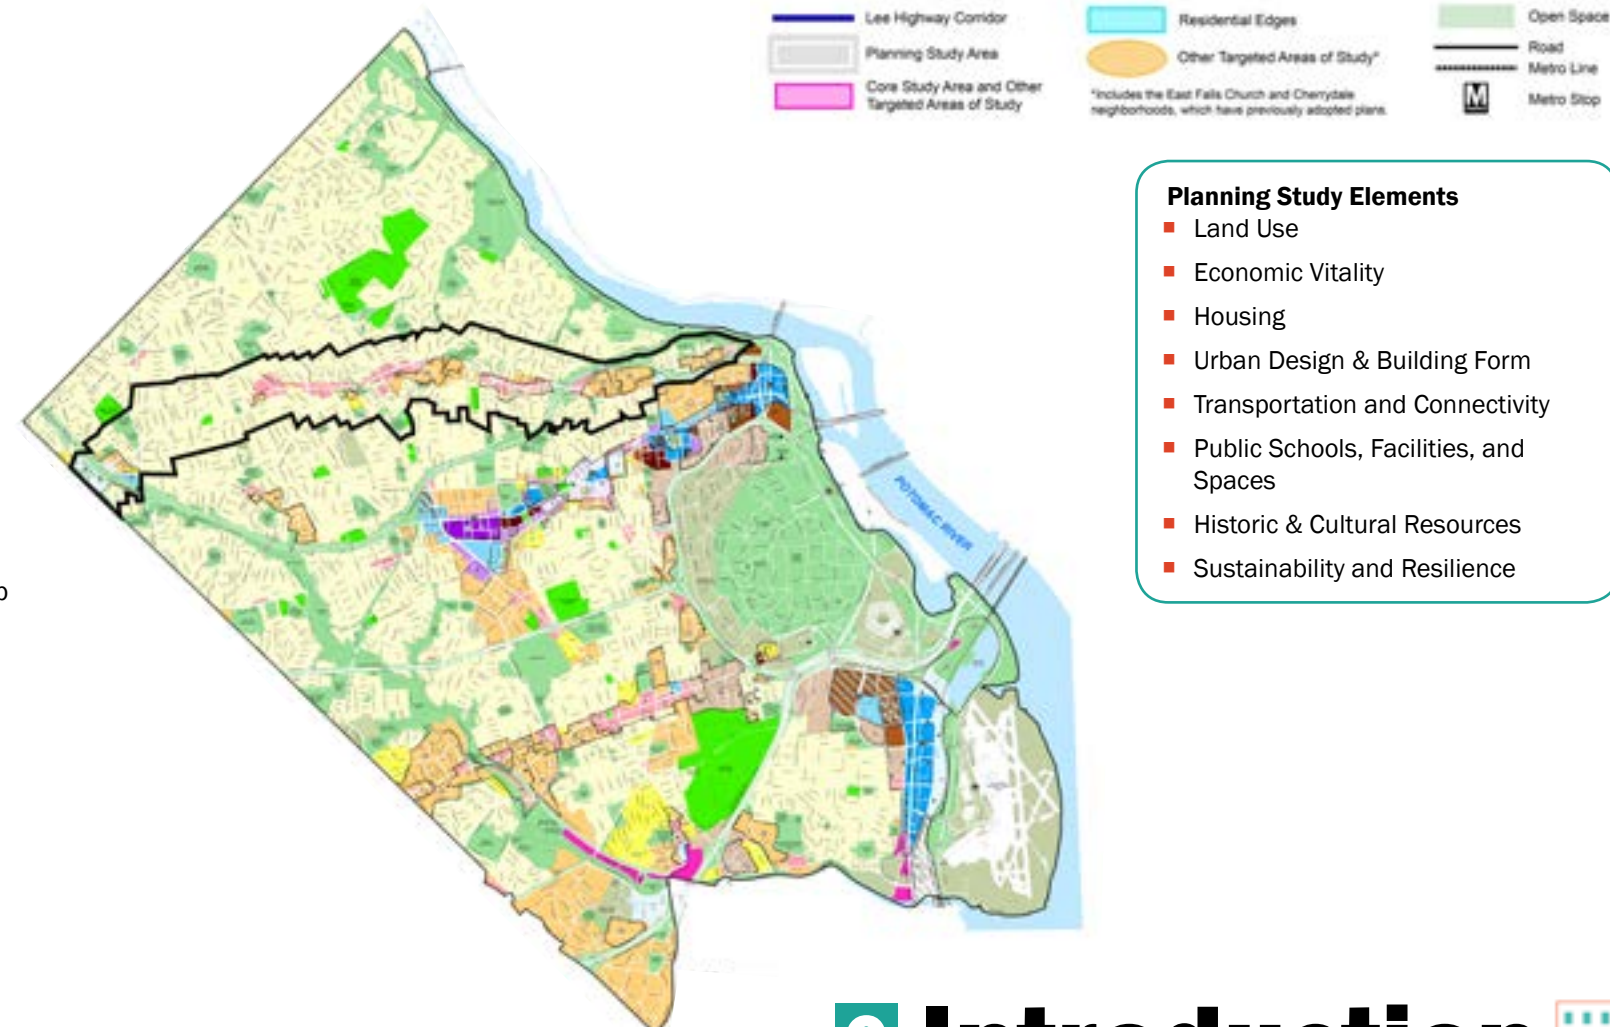 Lee Highway Corridor
Planning Study Area
Core Study Area and Other
Targeted Areas of Study
Residential Edges
Other Targeted Areas of Study*
*Includes the East Falls Church and Cherrydale
neighborhoods, which have previously adopted plans.
Open Space
Road
Metro Line
M
Metro Stop
Planning Study Elements
Land Use
Economic Vitality
Housing
Urban Design & Building Form
Transportation and Connectivity
Public Schools, Facilities, and
Spaces
Historic & Cultural Resources
Sustainability and Resilience
POTOMAC RIVER
Introduction